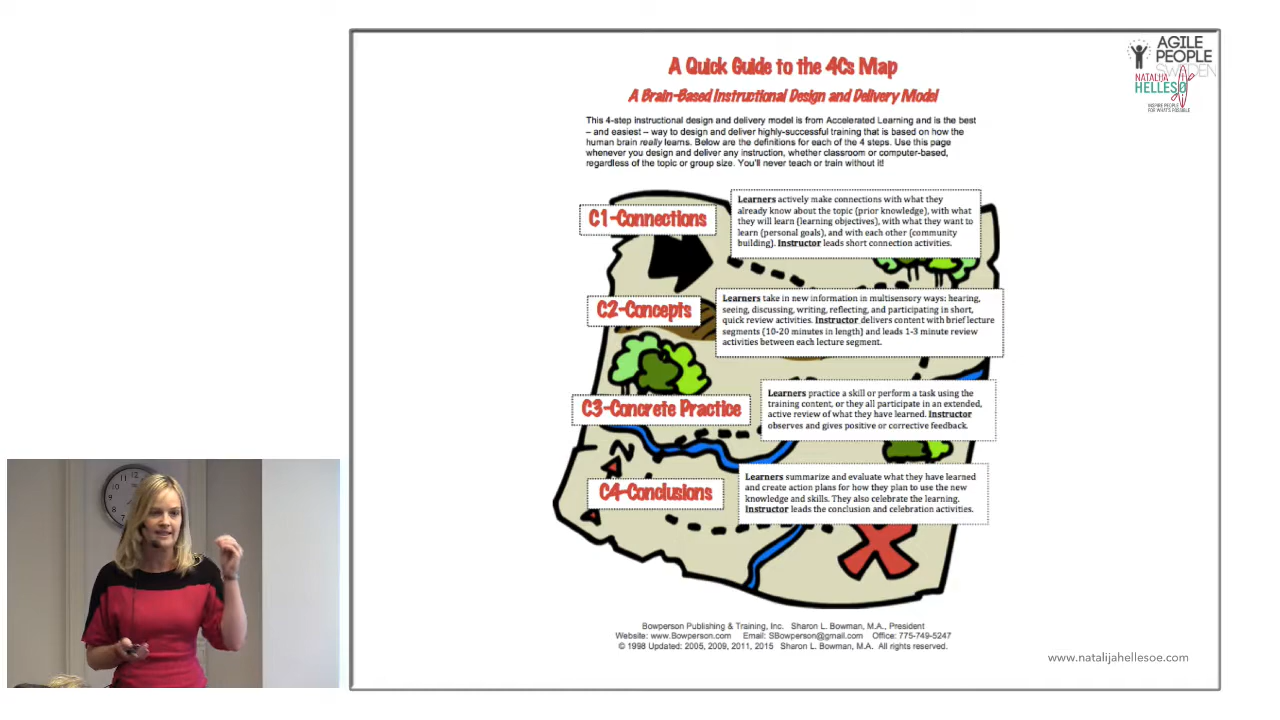 AGILE
PEOPLE
SWEDEN
NATALIJA
HELLESØ
INSPIRE PEOPLE
FOR WHAT'S POSSIBLE
A Quick Guide to the 4Cs Map
A Brain-Based Instructional Design and Delivery Model
This 4-step instructional design and delivery model is from Accelerated Learning and is the best
– and easiest – way to design and deliver highly-successful training that is based on how the
human brain really learns. Below are the definitions for each of the 4 steps. Use this page
whenever you design and deliver any instruction, whether classroom or computer-based,
regardless of the topic or group size. You'll never teach or train without it!
C1-Connections
Learners actively make connections with what they
already know about the topic (prior knowledge), with what
they will learn (learning objectives), with what they want to
learn (personal goals), and with each other (community
building). Instructor leads short connection activities.
C2-Concepts
Learners take in new information in multisensory ways: hearing,
seeing, discussing, writing, reflecting, and participating in short,
quick review activities. Instructor delivers content with brief lecture
segments (10-20 minutes in length) and leads 1-3 minute review
activities between each lecture segment.
C3-Concrete Practice
Learners practice a skill or perform a task using the
training content, or they all participate in an extended,
active review of what they have learned. Instructor
observes and gives positive or corrective feedback.
N
C4-Conclusions
Learners summarize and evaluate what they have learned
and create action plans for how they plan to use the new
knowledge and skills. They also celebrate the learning.
Instructor leads the conclusion and celebration activities.
Bowperson Publishing & Training, Inc. Sharon L. Bowman, M.A., President
Website: www.Bowperson.com Email: SBowperson@gmail.com Office: 775-749-5247
© 1998 Updated: 2005, 2009, 2011, 2015 Sharon L. Bowman, M.A. All rights reserved.
www.natalijahellesoe.com